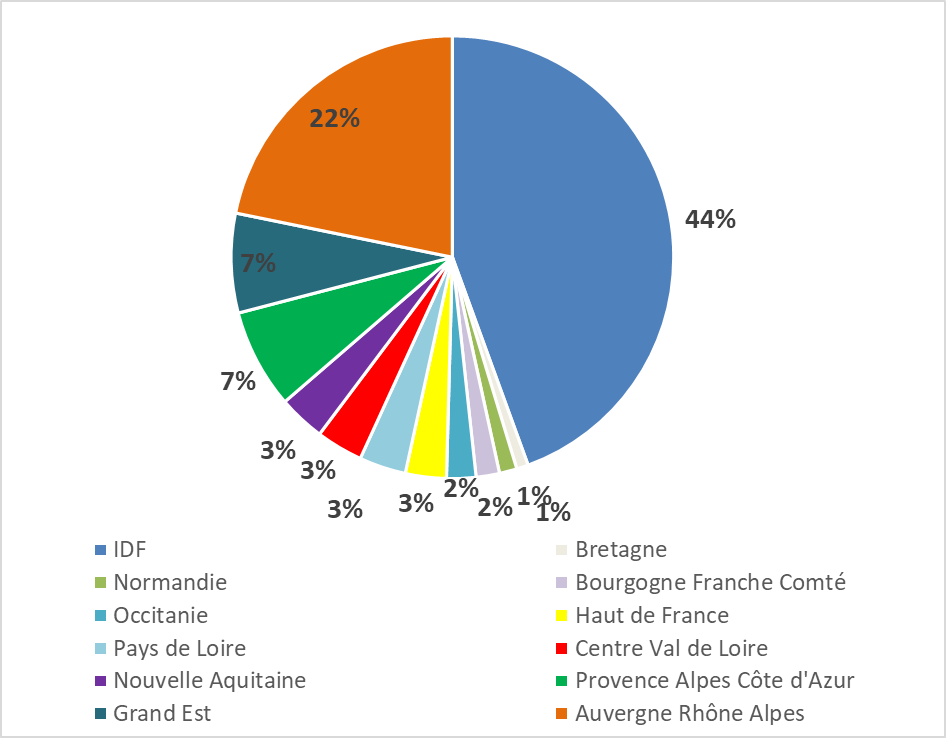 22%
44%
7%
7%
3%
3%
3%
3%
2%
2%
1%
1%
IDF
Bretagne
Normandie
Bourgogne Franche Comté
Occitanie
Haut de France
Pays de Loire
Centre Val de Loire
Nouvelle Aquitaine
Provence Alpes Côte d'Azur
Grand Est
Auvergne Rhône Alpes